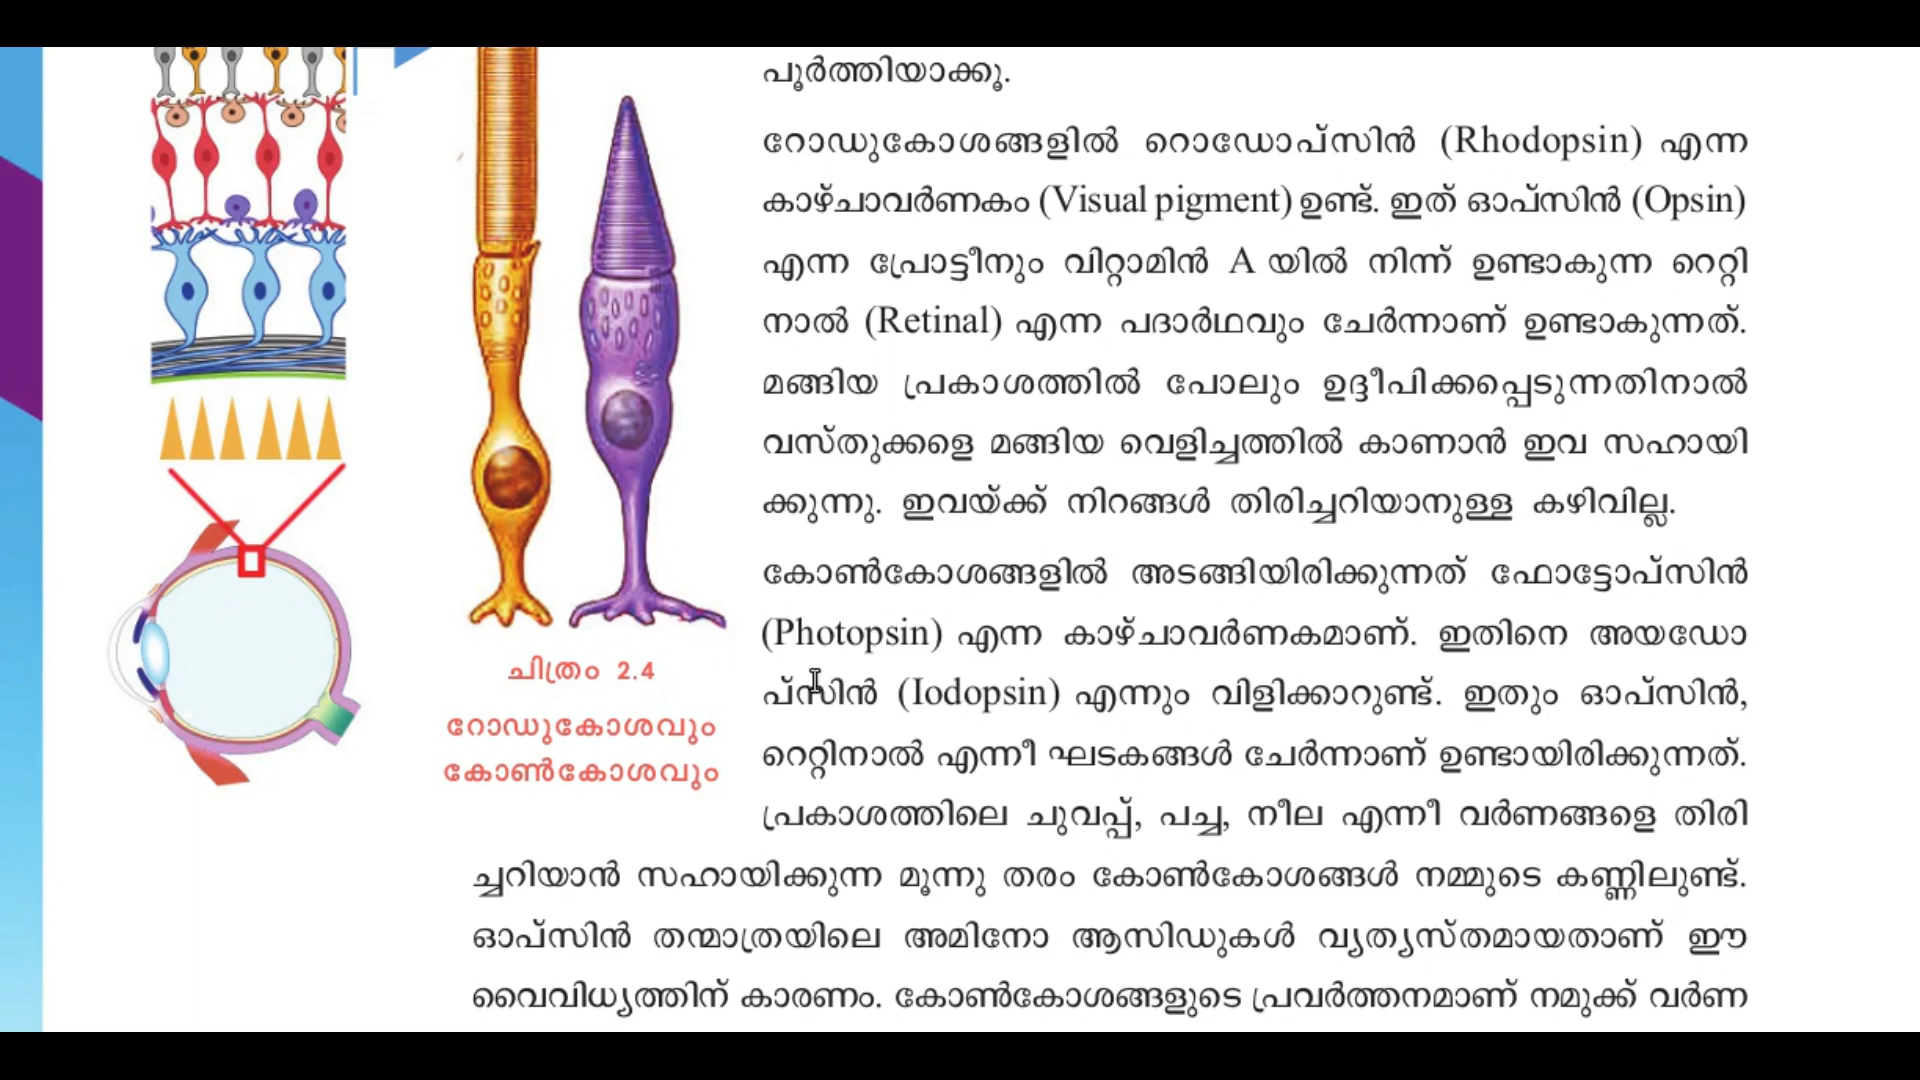 പൂർത്തിയാക്കൂ.
റോഡുകോശങ്ങളിൽ റൊഡോപ്സിൻ (Rhodopsin) എന്ന
കാഴ്ചാവർണകം (Visual pigment) ഉണ്ട്. ഇത് ഓപ്സിൻ (Opsin)
എന്ന പ്രോട്ടീനും വിറ്റാമിൻ A യിൽ നിന്ന് ഉണ്ടാകുന്ന റെറ്റി
നാൽ (Retinal) എന്ന പദാർഥവും ചേർന്നാണ് ഉണ്ടാകുന്നത്.
മങ്ങിയ പ്രകാശത്തിൽ പോലും ഉദ്ദീപിക്കപ്പെടുന്നതിനാൽ
വസ്തുക്കളെ മങ്ങിയ വെളിച്ചത്തിൽ കാണാൻ ഇവ സഹായി
ക്കുന്നു. ഇവയ്ക്ക് നിറങ്ങൾ തിരിച്ചറിയാനുള്ള കഴിവില്ല.
കോൺകോശങ്ങളിൽ അടങ്ങിയിരിക്കുന്നത് ഫോട്ടോപ്സിൻ
(Photopsin) എന്ന കാഴ്ചാവർണകമാണ്. ഇതിനെ അയഡോ
പ്സിൻ (Iodopsin) എന്നും വിളിക്കാറുണ്ട്. ഇതും ഓപ്സിൻ,
റെറ്റിനാൽ എന്നീ ഘടകങ്ങൾ ചേർന്നാണ് ഉണ്ടായിരിക്കുന്നത്.
പ്രകാശത്തിലെ ചുവപ്പ്, പച്ച, നീല എന്നീ വർണങ്ങളെ തിരി
ച്ചറിയാൻ സഹായിക്കുന്ന മൂന്നു തരം കോൺകോശങ്ങൾ നമ്മുടെ കണ്ണിലുണ്ട്.
ഓപ്സിൻ തന്മാത്രയിലെ അമിനോ ആസിഡുകൾ വ്യത്യസ്തമായതാണ് ഈ
വൈവിധ്യത്തിന് കാരണം. കോൺകോശങ്ങളുടെ പ്രവർത്തനമാണ് നമുക്ക് വർണ
ചിത്രം 2.4
റോഡുകോശവും
കോൺകോശവും